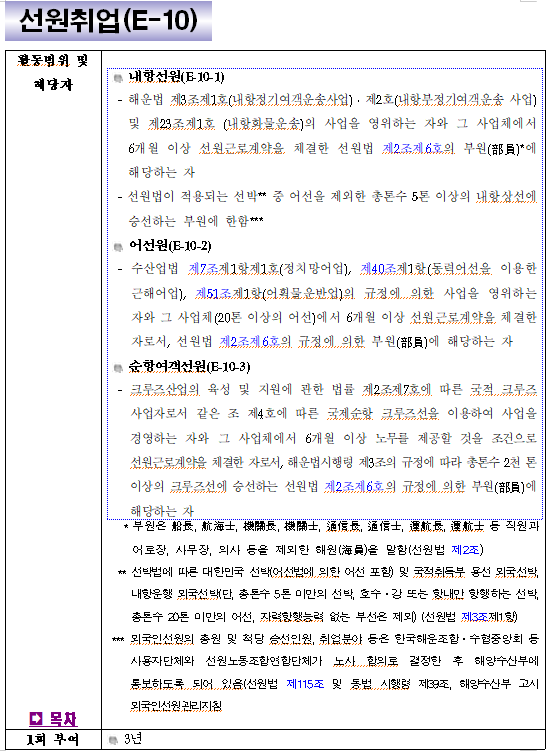 선원취업(E-10)
활동범위 및
해당자
내항선원(E-10-1)
- 해운법 제3조제1호(내항정기여객운송사업)·제2호(내항부정기여객운송 사업)
및 제23조제1호 (내항화물운송)의 사업을 영위하는 자와 그 사업체에서
6개월 이상 선원근로계약을 체결한 선원법 제2조제6호의 부원(部員)*에
해당하는 자
- 선원법이 적용되는 선박** 중 어선을 제외한 총톤수 5톤 이상의 내항상선에
승선하는 부원에 한함***
어선원(E-10-2)
- 수산업법 제7조제1항제1호(정치망어업), 제40조제1항(동력어선을 이용한
근해어업), 제51조제1항(어획물운반업)의 규정에 의한 사업을 영위하는
자와 그 사업체(20톤 이상의 어선)에서 6개월 이상 선원근로계약을 체결한
자로서, 선원법 제2조제6호의 규정에 의한 부원(部員)에 해당하는 자
순항여객선원(E-10-3)
- 크루즈산업의 육성 및 지원에 관한 법률 제2조제7호에 따른 국적 크루즈
사업자로서 같은 조 제4호에 따른 국제순항 크루즈선을 이용하여 사업을
경영하는 자와 그 사업체에서 6개월 이상 노무를 제공할 것을 조건으로
선원근로계약을 체결한 자로서, 해운법시행령 제3조의 규정에 따라 총톤수 2천 톤
이상의 크루즈선에 승선하는 선원법 제2조제6호의 규정에 의한 부원(部員)에
해당하는 자
* 부원은 船長, 航海士, 機關長, 機關士, 通信長, 通信士, 運航長, 運航士 등 직원과
어로장, 사무장, 의사 등을 제외한 해원(海員)을 말함(선원법 제2조)
** 선박법에 따른 대한민국 선박(어선법에 의한 어선 포함) 및 국적취득부 용선 외국선박,
내항운행 외국선박(단, 총톤수 5톤 미만의 선박, 호수·강 또는 항내만 항행하는 선박,
총톤수 20톤 미만의 어선, 자력항행능력 없는 부선은 제외) (선원법 제3조제1항)
*** 외국인선원의 총원 및 척당 승선인원, 취업분야 등은 한국해운조합·수협중앙회 등
사용자단체와 선원노동조합연합단체가 노사 합의로 결정한 후 해양수산부에
통보하도록 되어 있음(선원법 제115조 및 동법 시행령 제39조, 해양수산부 고시
외국인선원관리지침
목차
1회 부여
3년